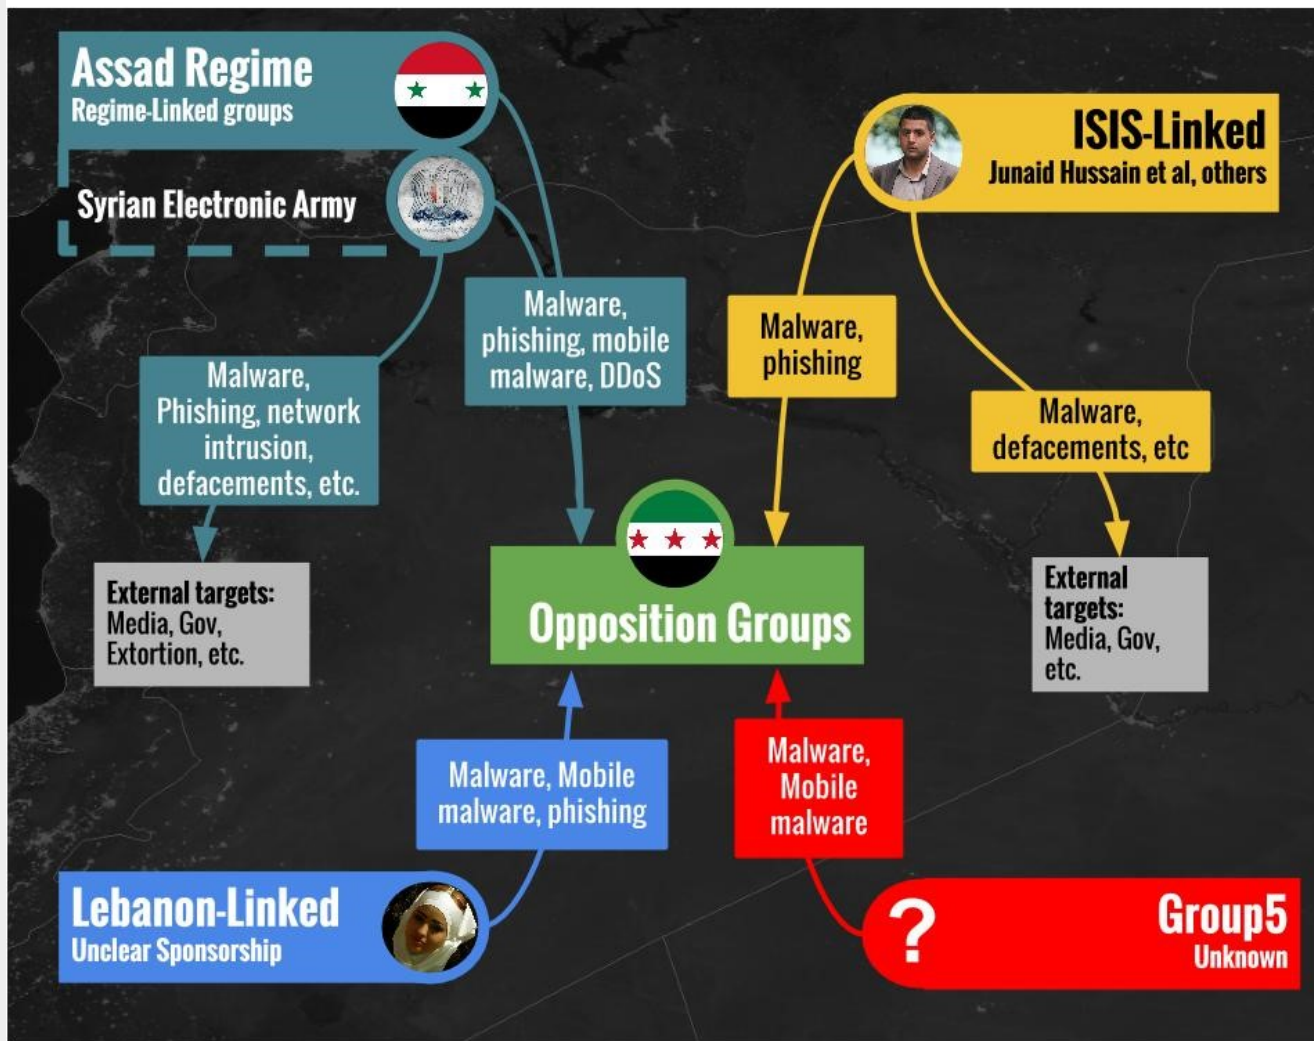 Assad Regime
Regime-Linked groups
Syrian Electronic Army
ISIS-Linked
Junaid Hussain et al, others
Malware,
phishing, mobile
malware, DDoS
Malware,
phishing
Malware,
Phishing, network
intrusion,
defacements, etc.
Malware,
defacements, etc
External targets:
Media, Gov,
Extortion, etc.
Opposition Groups
External
targets:
Media, Gov,
etc.
Malware, Mobile
malware, phishing
Malware,
Mobile
malware
Lebanon-Linked
Unclear Sponsorship
?
Group5
Unknown